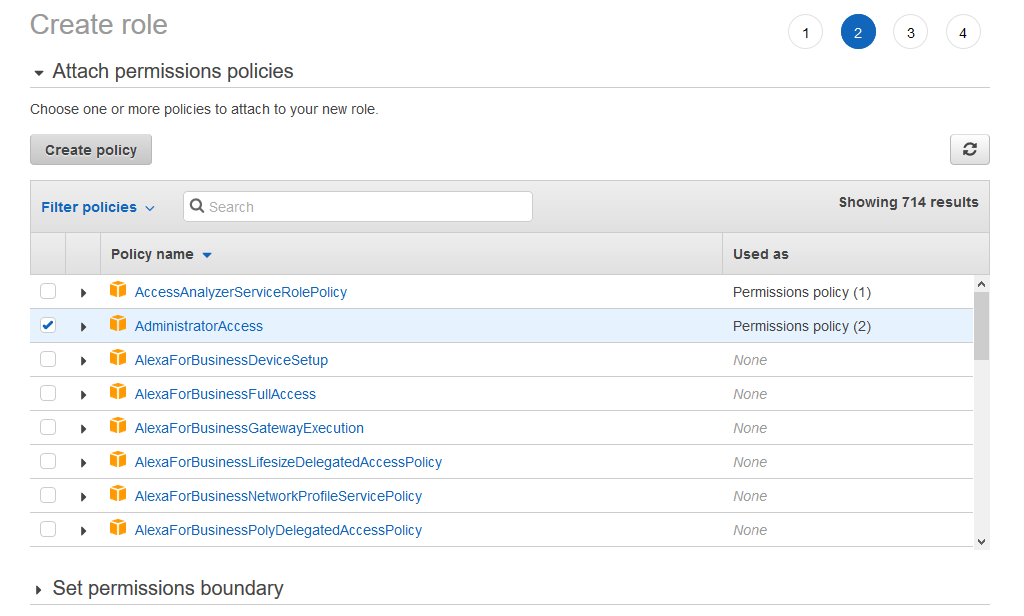 Create role
1 2 3 4
Attach permissions policies
Choose one or more policies to attach to your new role.
Create policy
Filter policies Search Showing 714 results
Policy name Used as
AccessAnalyzerServiceRolePolicy Permissions policy (1)
AdministratorAccess Permissions policy (2)
AlexaForBusinessDeviceSetup None
AlexaForBusinessFullAccess None
AlexaForBusinessGatewayExecution None
AlexaForBusinessLifesizeDelegatedAccessPolicy None
AlexaForBusinessNetworkProfileServicePolicy None
AlexaForBusinessPolyDelegatedAccessPolicy None
Set permissions boundary